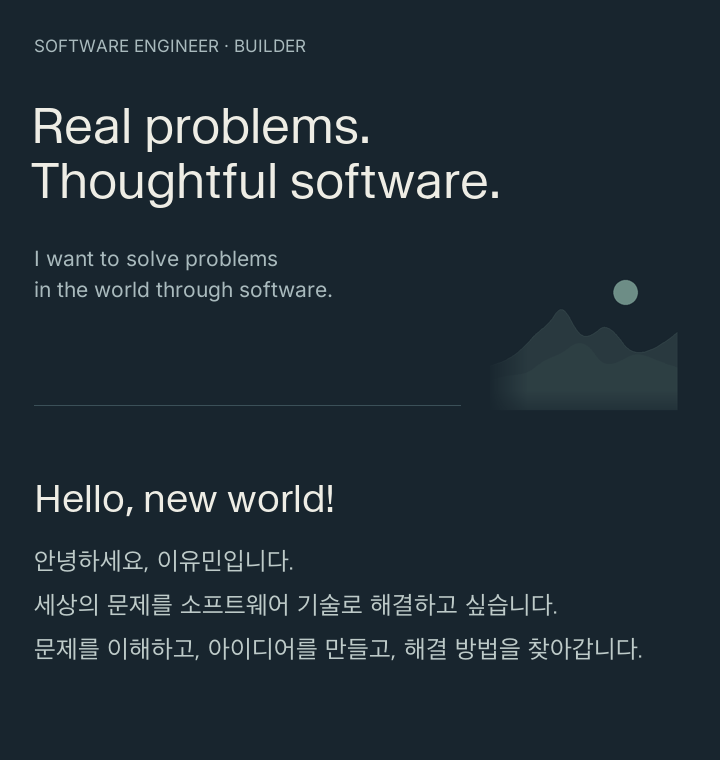 SOFTWARE ENGINEER · BUILDER
Real problems.
Thoughtful software.
I want to solve problems
in the world through software.
Hello, new world!
안녕하세요, 이유민입니다.
세상의 문제를 소프트웨어 기술로 해결하고 싶습니다.
문제를 이해하고, 아이디어를 만들고, 해결 방법을 찾아갑니다.